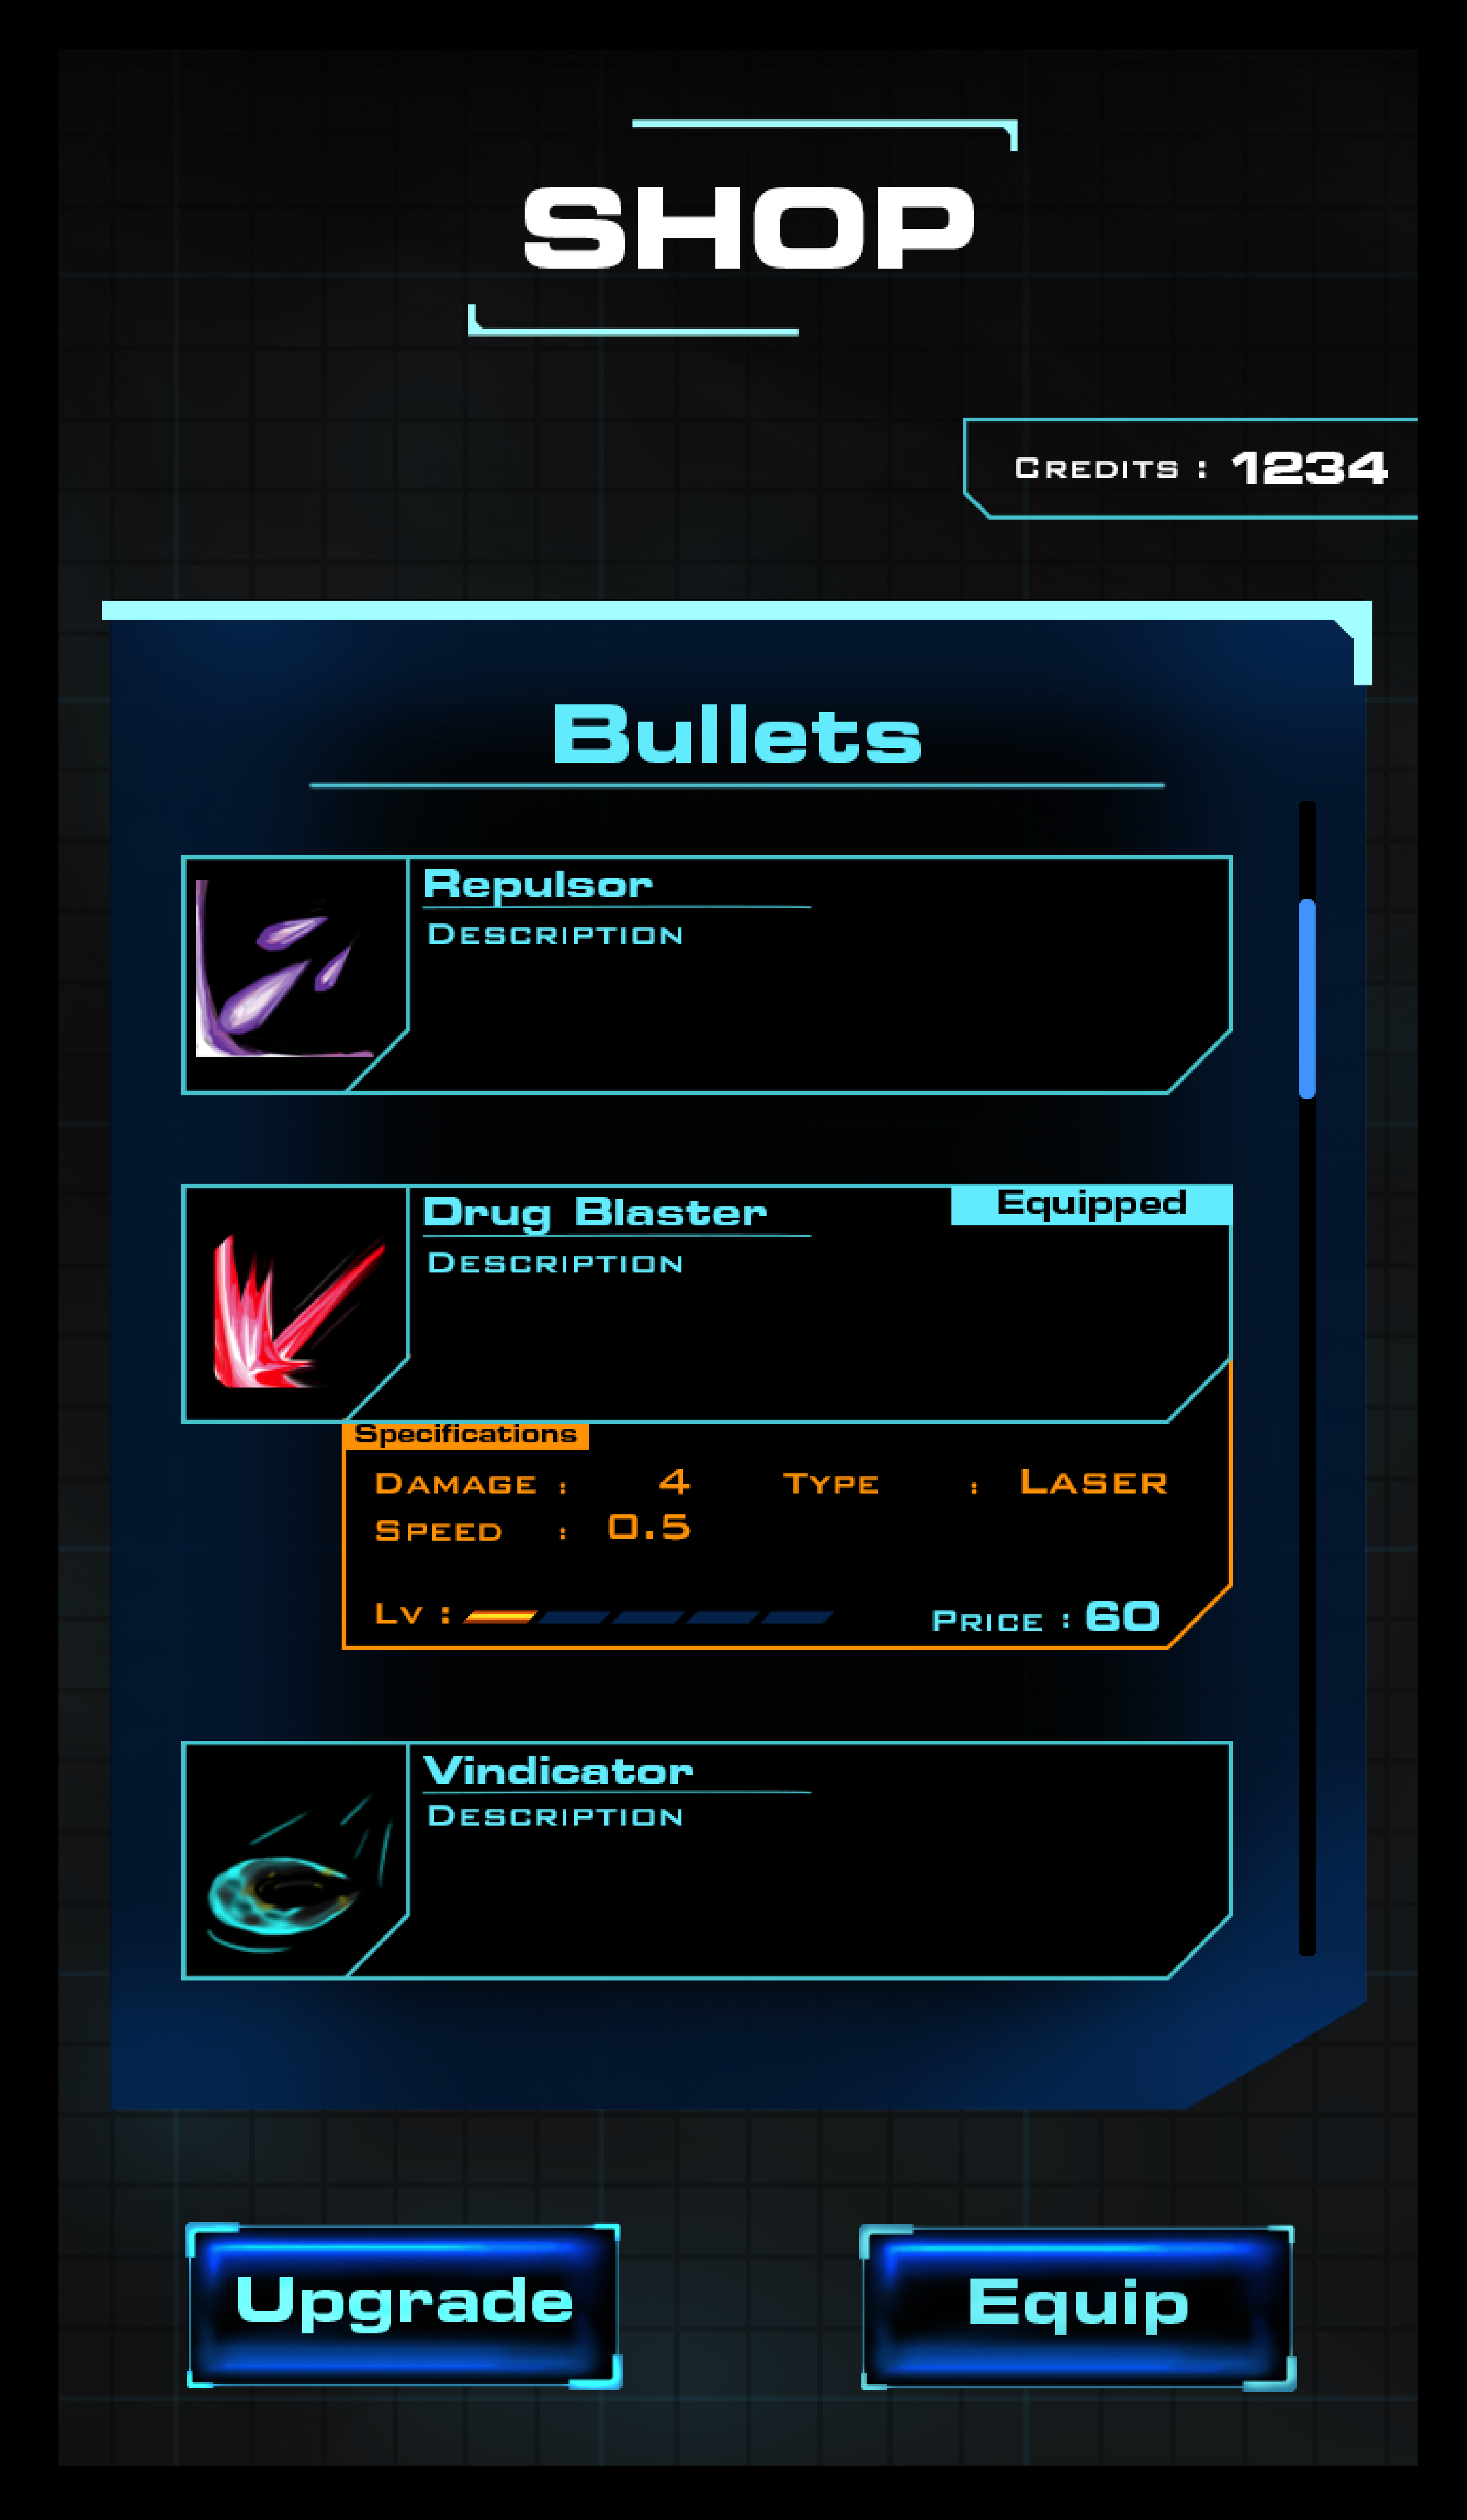 SHOP
CREDITS : 1234
Bullets
Repulsor
DESCRIPTION
Drug Blaster
Equipped
DESCRIPTION
Specifications
DAMAGE : 4 TYPE : LASER
SPEED : 0.5
LV : PRICE : 60
Vindicator
DESCRIPTION
Upgrade Equip